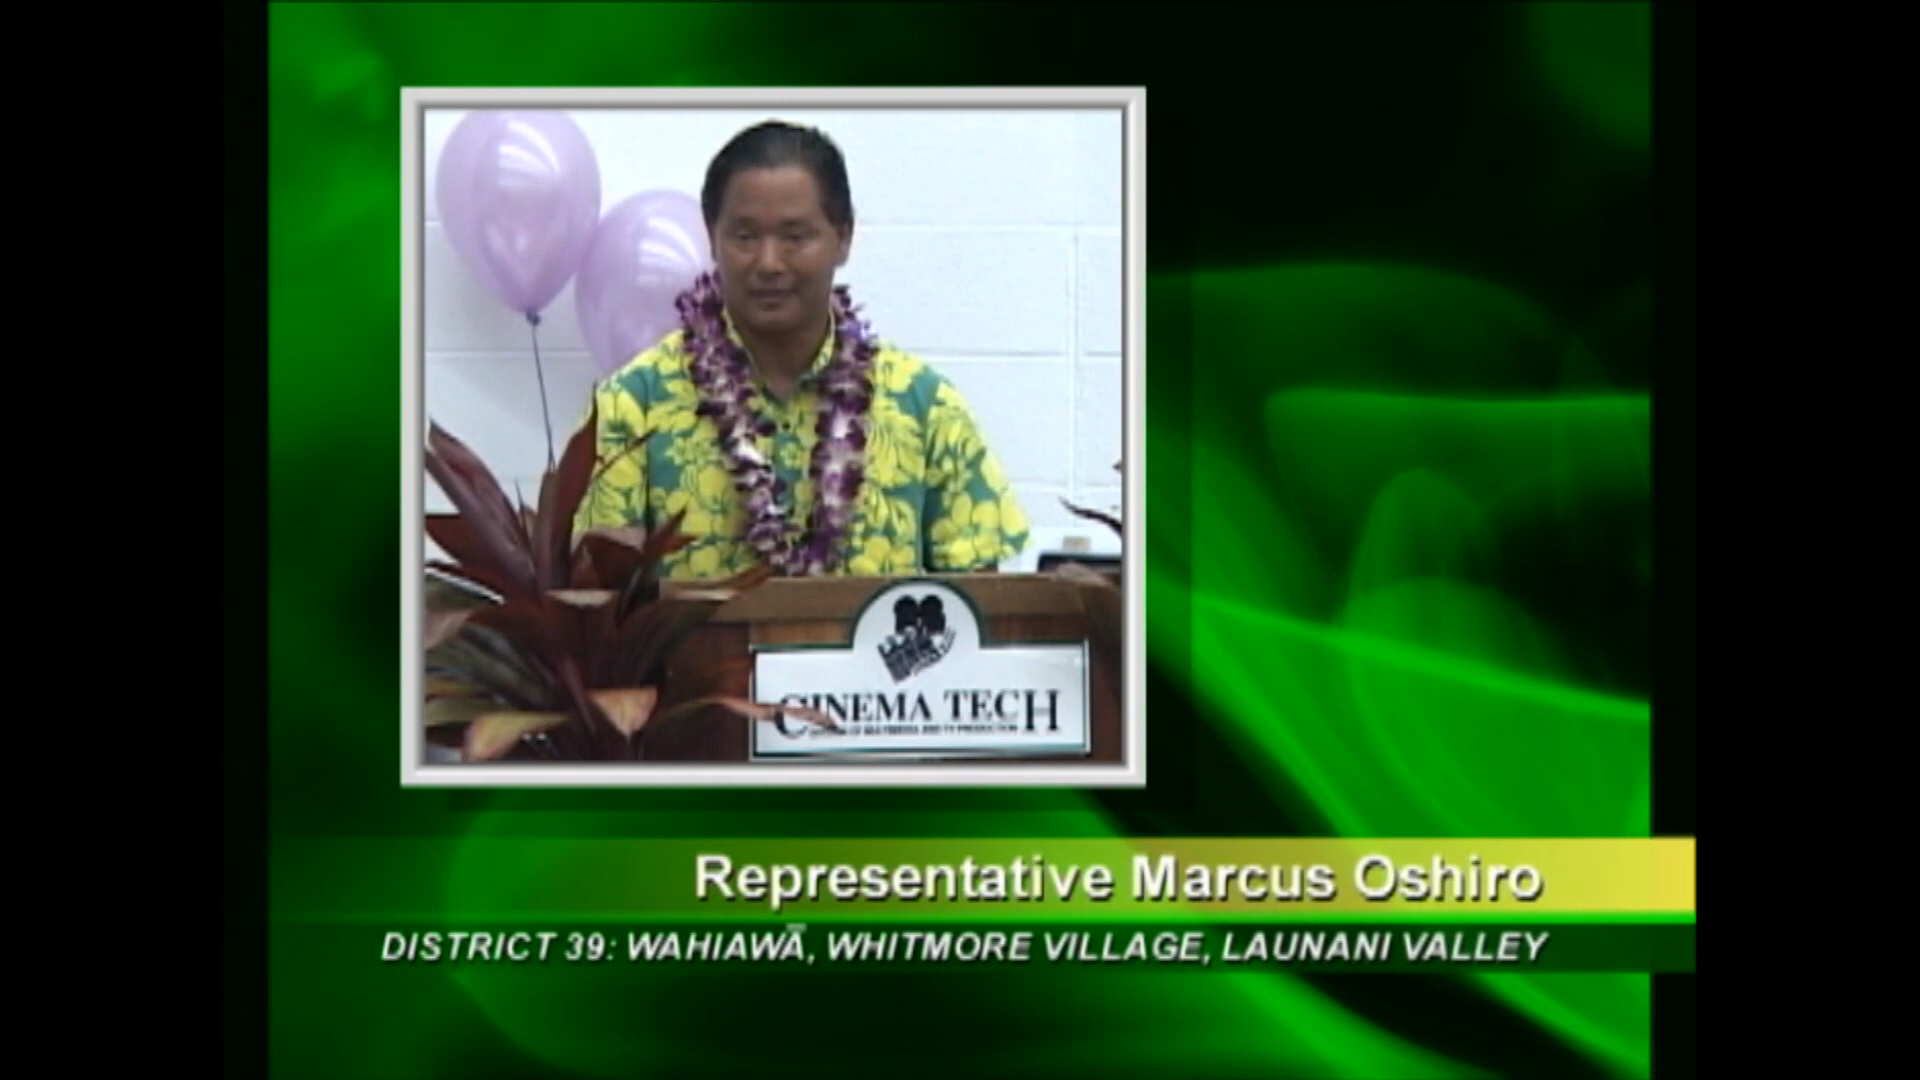 CINEMA TECH
Representative Marcus Oshiro
DISTRICT 39: WAHIAWĀ, WHITMORE VILLAGE, LAUNANI VALLEY